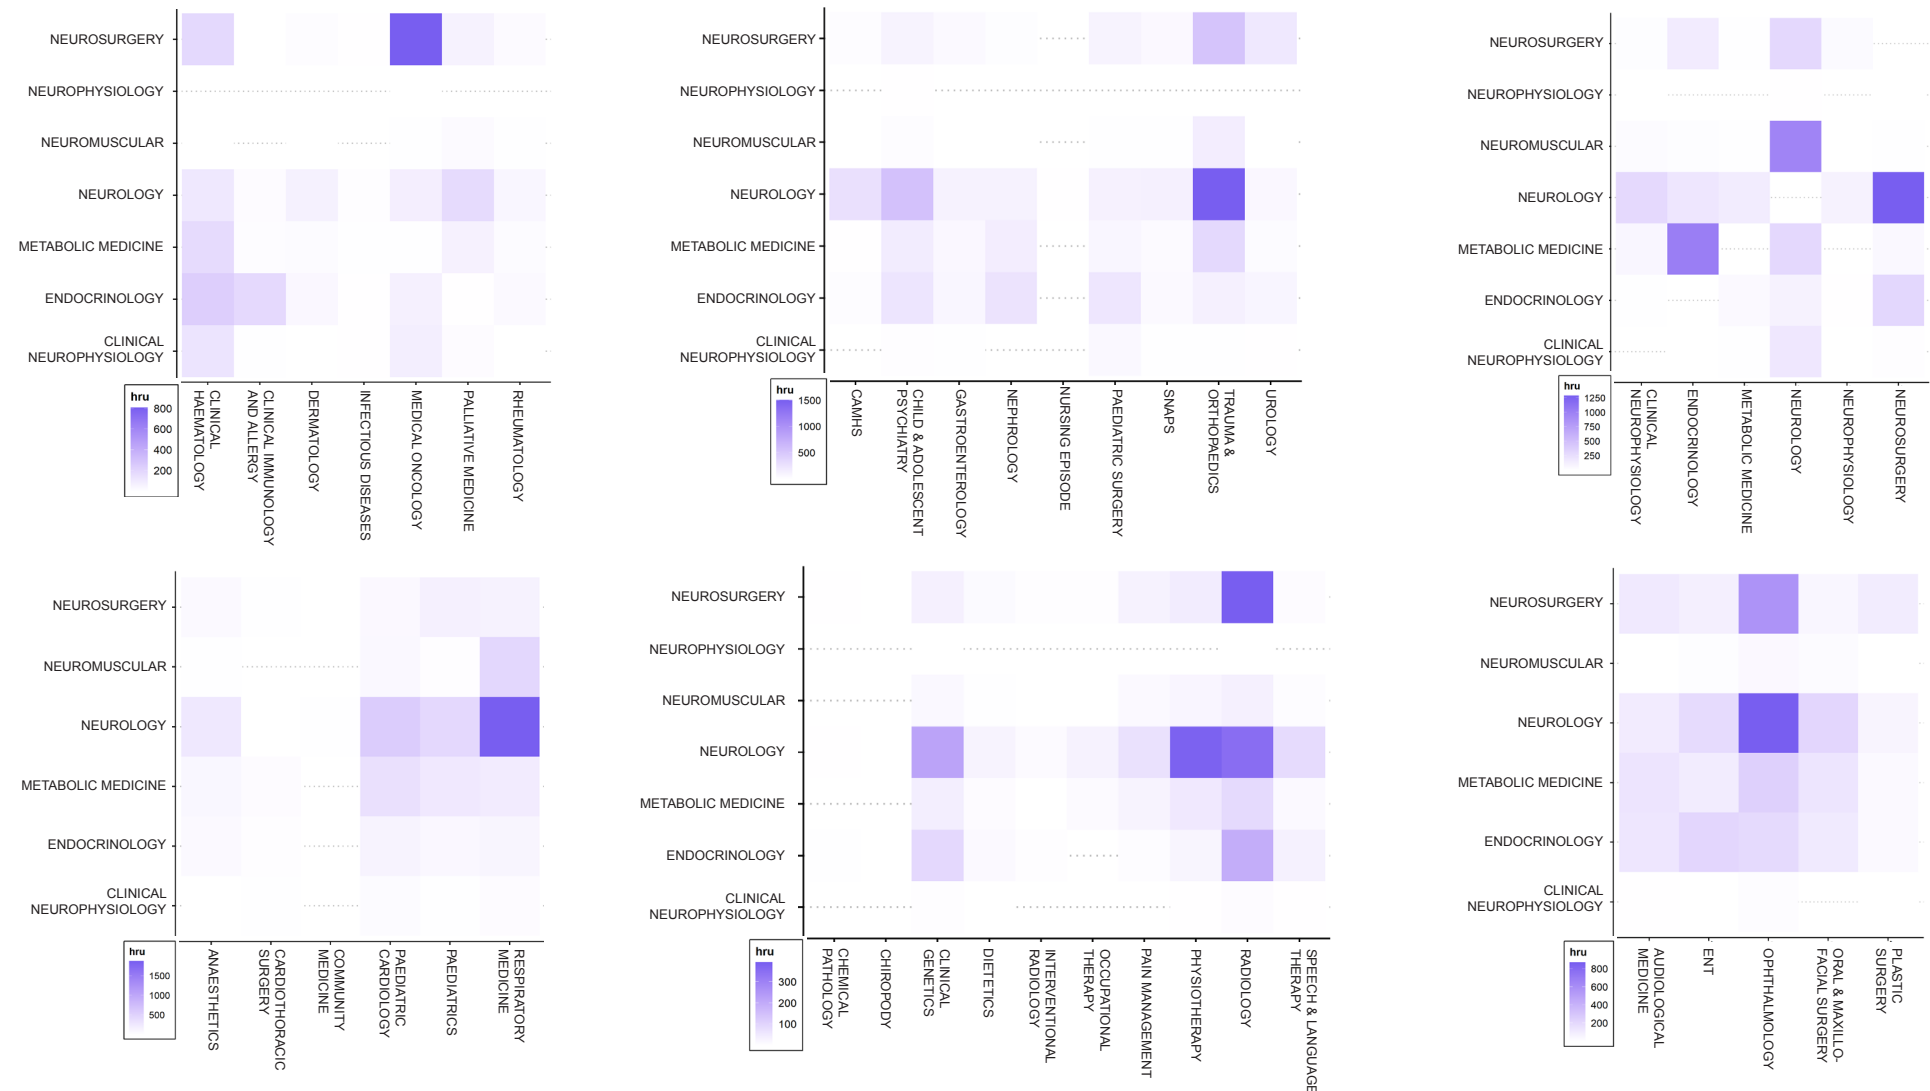 NEUROSURGERY
NEUROPHYSIOLOGY
NEUROMUSCULAR
NEUROLOGY
METABOLIC MEDICINE
ENDOCRINOLOGY
CLINICAL
NEUROPHYSIOLOGY
hru
800
600
400
200
CLINICAL
HAEMATOLOGY
CLINICAL IMMUNOLOGY
AND ALLERGY
DERMATOLOGY
INFECTIOUS DISEASES
MEDICAL ONCOLOGY
PALLIATIVE MEDICINE
RHEUMATOLOGY
NEUROSURGERY
NEUROPHYSIOLOGY
NEUROMUSCULAR
NEUROLOGY
METABOLIC MEDICINE
ENDOCRINOLOGY
CLINICAL
NEUROPHYSIOLOGY
hru
1500
1000
500
CAMHS
CHILD & ADOLESCENT
PSYCHIATRY
GASTROENTEROLOGY
NEPHROLOGY
NURSING EPISODE
PAEDIATRIC SURGERY
SNAPS
TRAUMA &
ORTHOPAEDICS
UROLOGY
NEUROSURGERY
NEUROPHYSIOLOGY
NEUROMUSCULAR
NEUROLOGY
METABOLIC MEDICINE
ENDOCRINOLOGY
CLINICAL
NEUROPHYSIOLOGY
hru
1250
1000
750
500
250
CLINICAL
NEUROPHYSIOLOGY
ENDOCRINOLOGY
METABOLIC MEDICINE
NEUROLOGY
NEUROPHYSIOLOGY
NEUROSURGERY
NEUROSURGERY
NEUROMUSCULAR
NEUROLOGY
METABOLIC MEDICINE
ENDOCRINOLOGY
CLINICAL
NEUROPHYSIOLOGY
hru
1500
1000
500
ANAESTHETICS
CARDIOTHORACIC
SURGERY
COMMUNITY
MEDICINE
PAEDIATRIC
CARDIOLOGY
PAEDIATRICS
RESPIRATORY
MEDICINE
NEUROSURGERY
NEUROPHYSIOLOGY
NEUROMUSCULAR
NEUROLOGY
METABOLIC MEDICINE
ENDOCRINOLOGY
CLINICAL
NEUROPHYSIOLOGY
hru
300
200
100
CHEMICAL
PATHOLOGY
CHIROPODY
CLINICAL
GENETICS
DIETETICS
INTERVENTIONAL
RADIOLOGY
OCCUPATIONAL
THERAPY
PAIN MANAGEMENT
PHYSIOTHERAPY
RADIOLOGY
SPEECH & LANGUAGE
THERAPY
NEUROSURGERY
NEUROMUSCULAR
NEUROLOGY
METABOLIC MEDICINE
ENDOCRINOLOGY
CLINICAL
NEUROPHYSIOLOGY
hru
800
600
400
200
AUDIOLOGICAL
MEDICINE
ENT
OPHTHALMOLOGY
ORAL & MAXILLO-
FACIAL SURGERY
PLASTIC
SURGERY